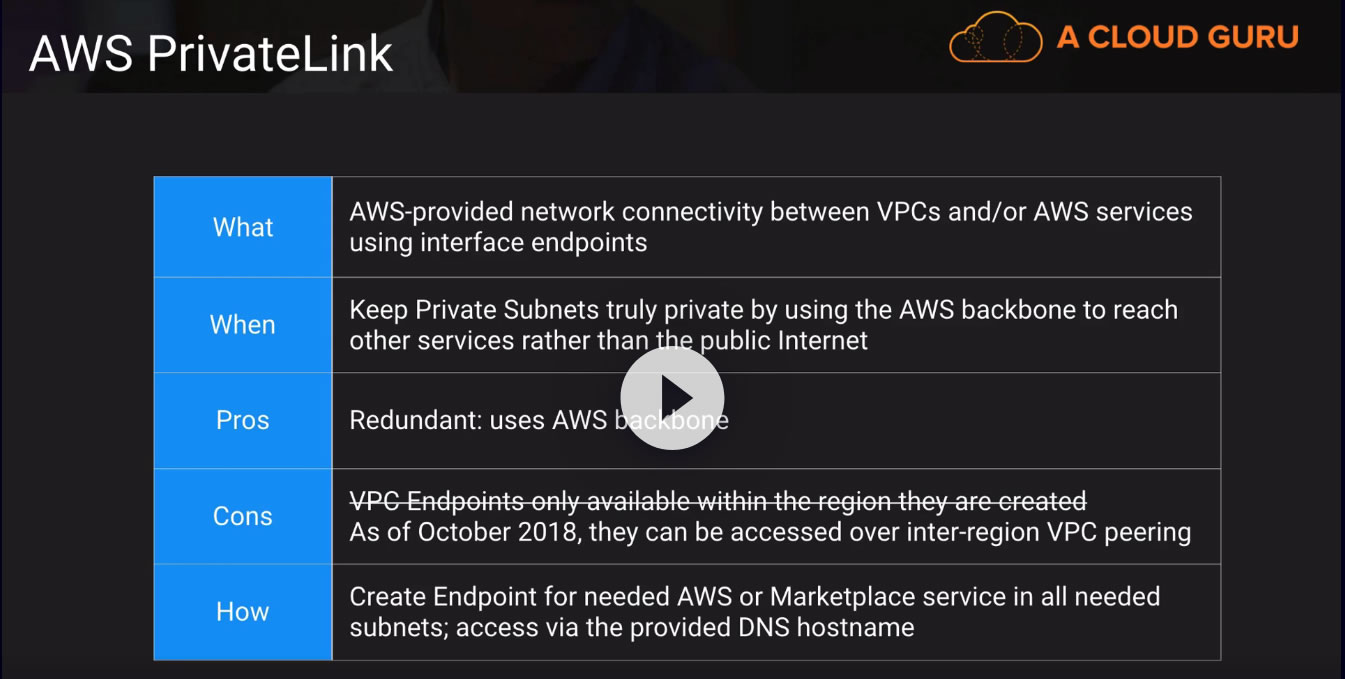 AWS PrivateLink
A CLOUD GURU
What
AWS-provided network connectivity between VPCs and/or AWS services
using interface endpoints
When
Keep Private Subnets truly private by using the AWS backbone to reach
other services rather than the public Internet
Pros
Redundant: uses AWS backbone
Cons
VPC Endpoints only available within the region they are created
As of October 2018, they can be accessed over inter-region VPC peering
How
Create Endpoint for needed AWS or Marketplace service in all needed
subnets; access via the provided DNS hostname